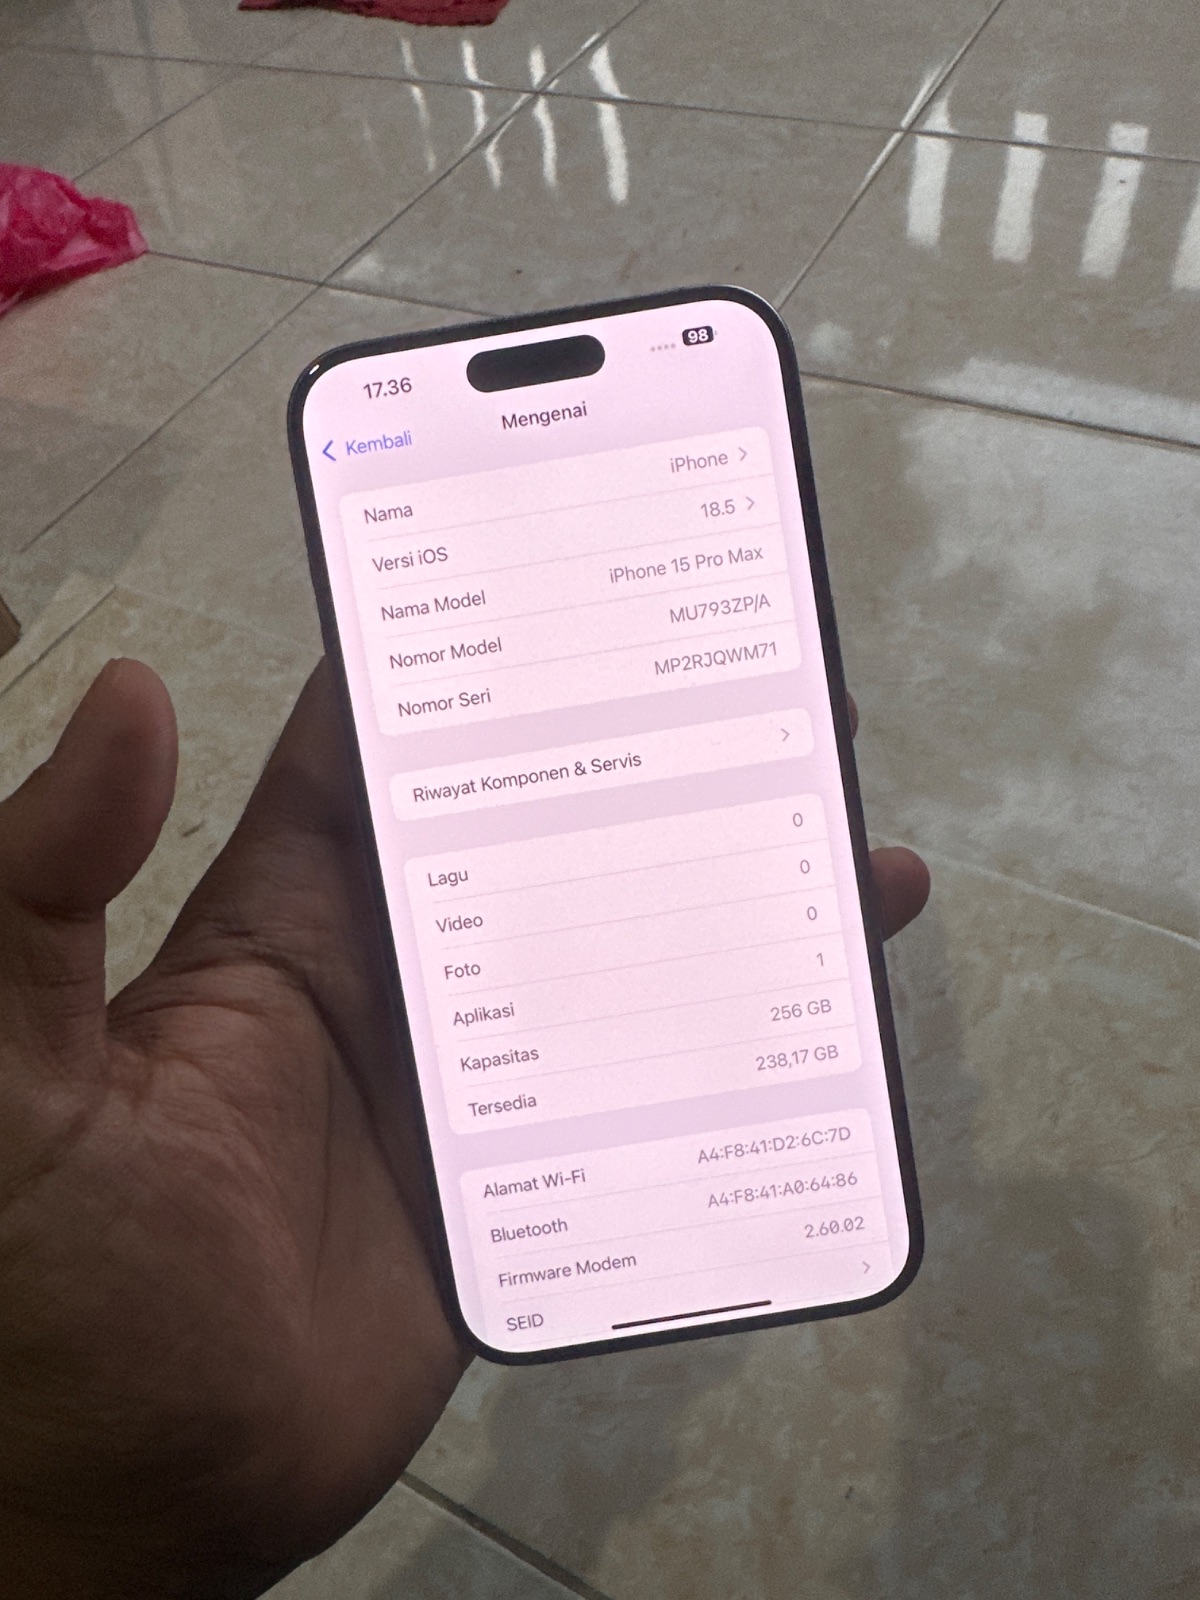 17.36 98
Mengenai
Kembali
Nama iPhone
Versi iOS 18.5
Nama Model iPhone 15 Pro Max
Nomor Model MU793ZP/A
Nomor Seri MP2RJQWM71
Riwayat Komponen & Servis
Lagu 0
Video 0
Foto 0
Aplikasi 1
Kapasitas 256 GB
Tersedia 238,17 GB
Alamat Wi-Fi A4:F8:41:D2:6C:7D
Bluetooth A4:F8:41:A0:64:86
Firmware Modem 2.60.02
SEID